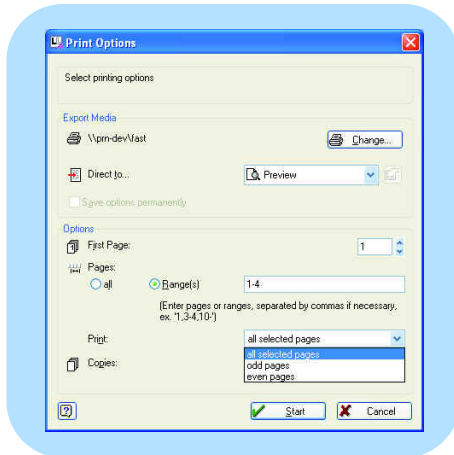 Print Options
Select printing options
Export Media
\\prn-dev\fast
Change...
Direct to...
Preview
Save options permanently
Options
First Page:
1
Pages:
all
Range(s)
1-4
(Enter pages or ranges, separated by commas if necessary,
ex. '1,3-4,10-')
Print:
all selected pages
all selected pages
odd pages
even pages
Copies:
Start
Cancel